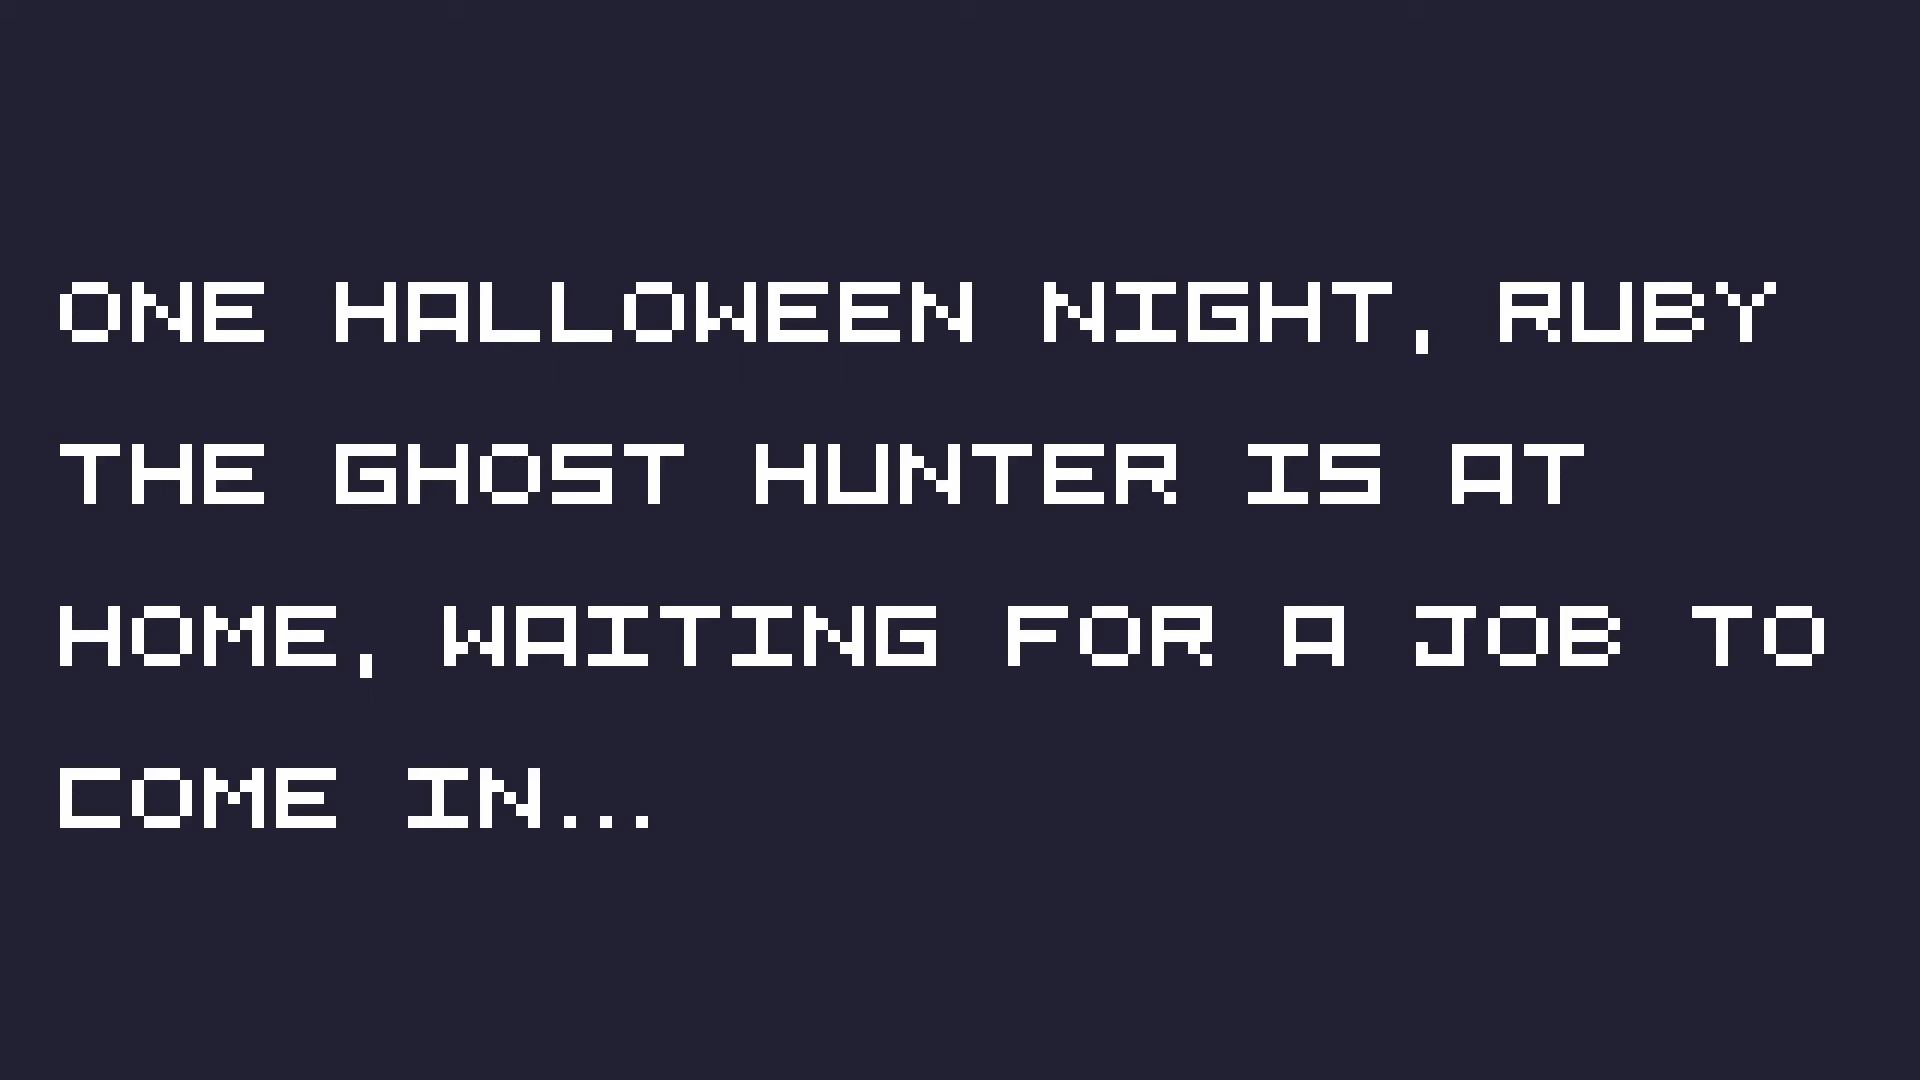 ONE HALLOWEEN NIGHT, RUBY
THE GHOST HUNTER IS AT
HOME, WAITING FOR A JOB TO
COME IN...